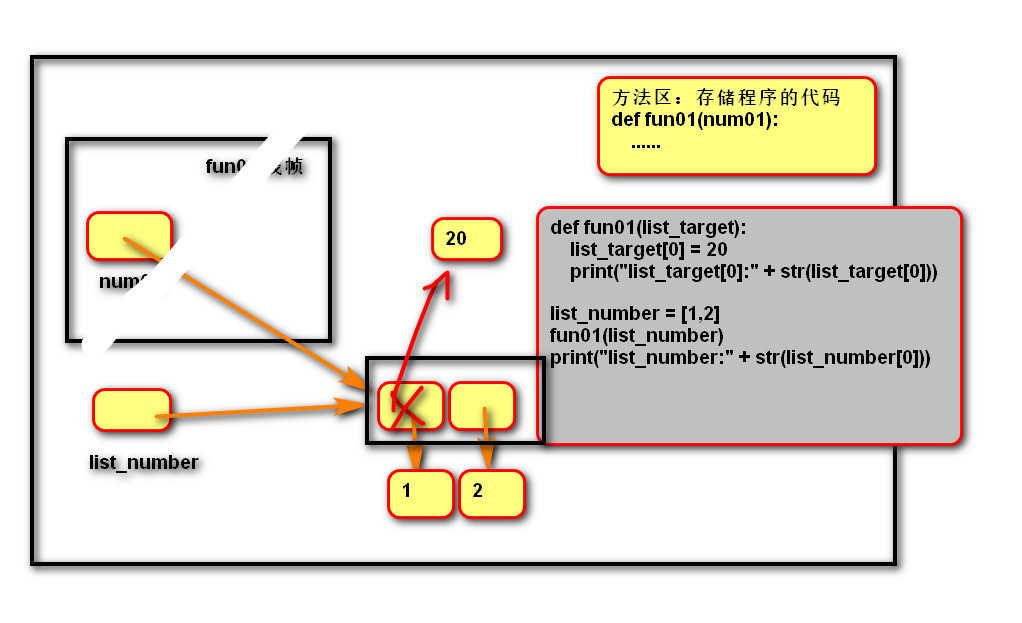 方法区：存储程序的代码
def fun01(num01):
......
帧
20
def fun01(list_target):
list_target[0] = 20
print("list_target[0]:" + str(list_target[0]))
list_number = [1,2]
fun01(list_number)
print("list_number:" + str(list_number[0]))
list_number
1
2